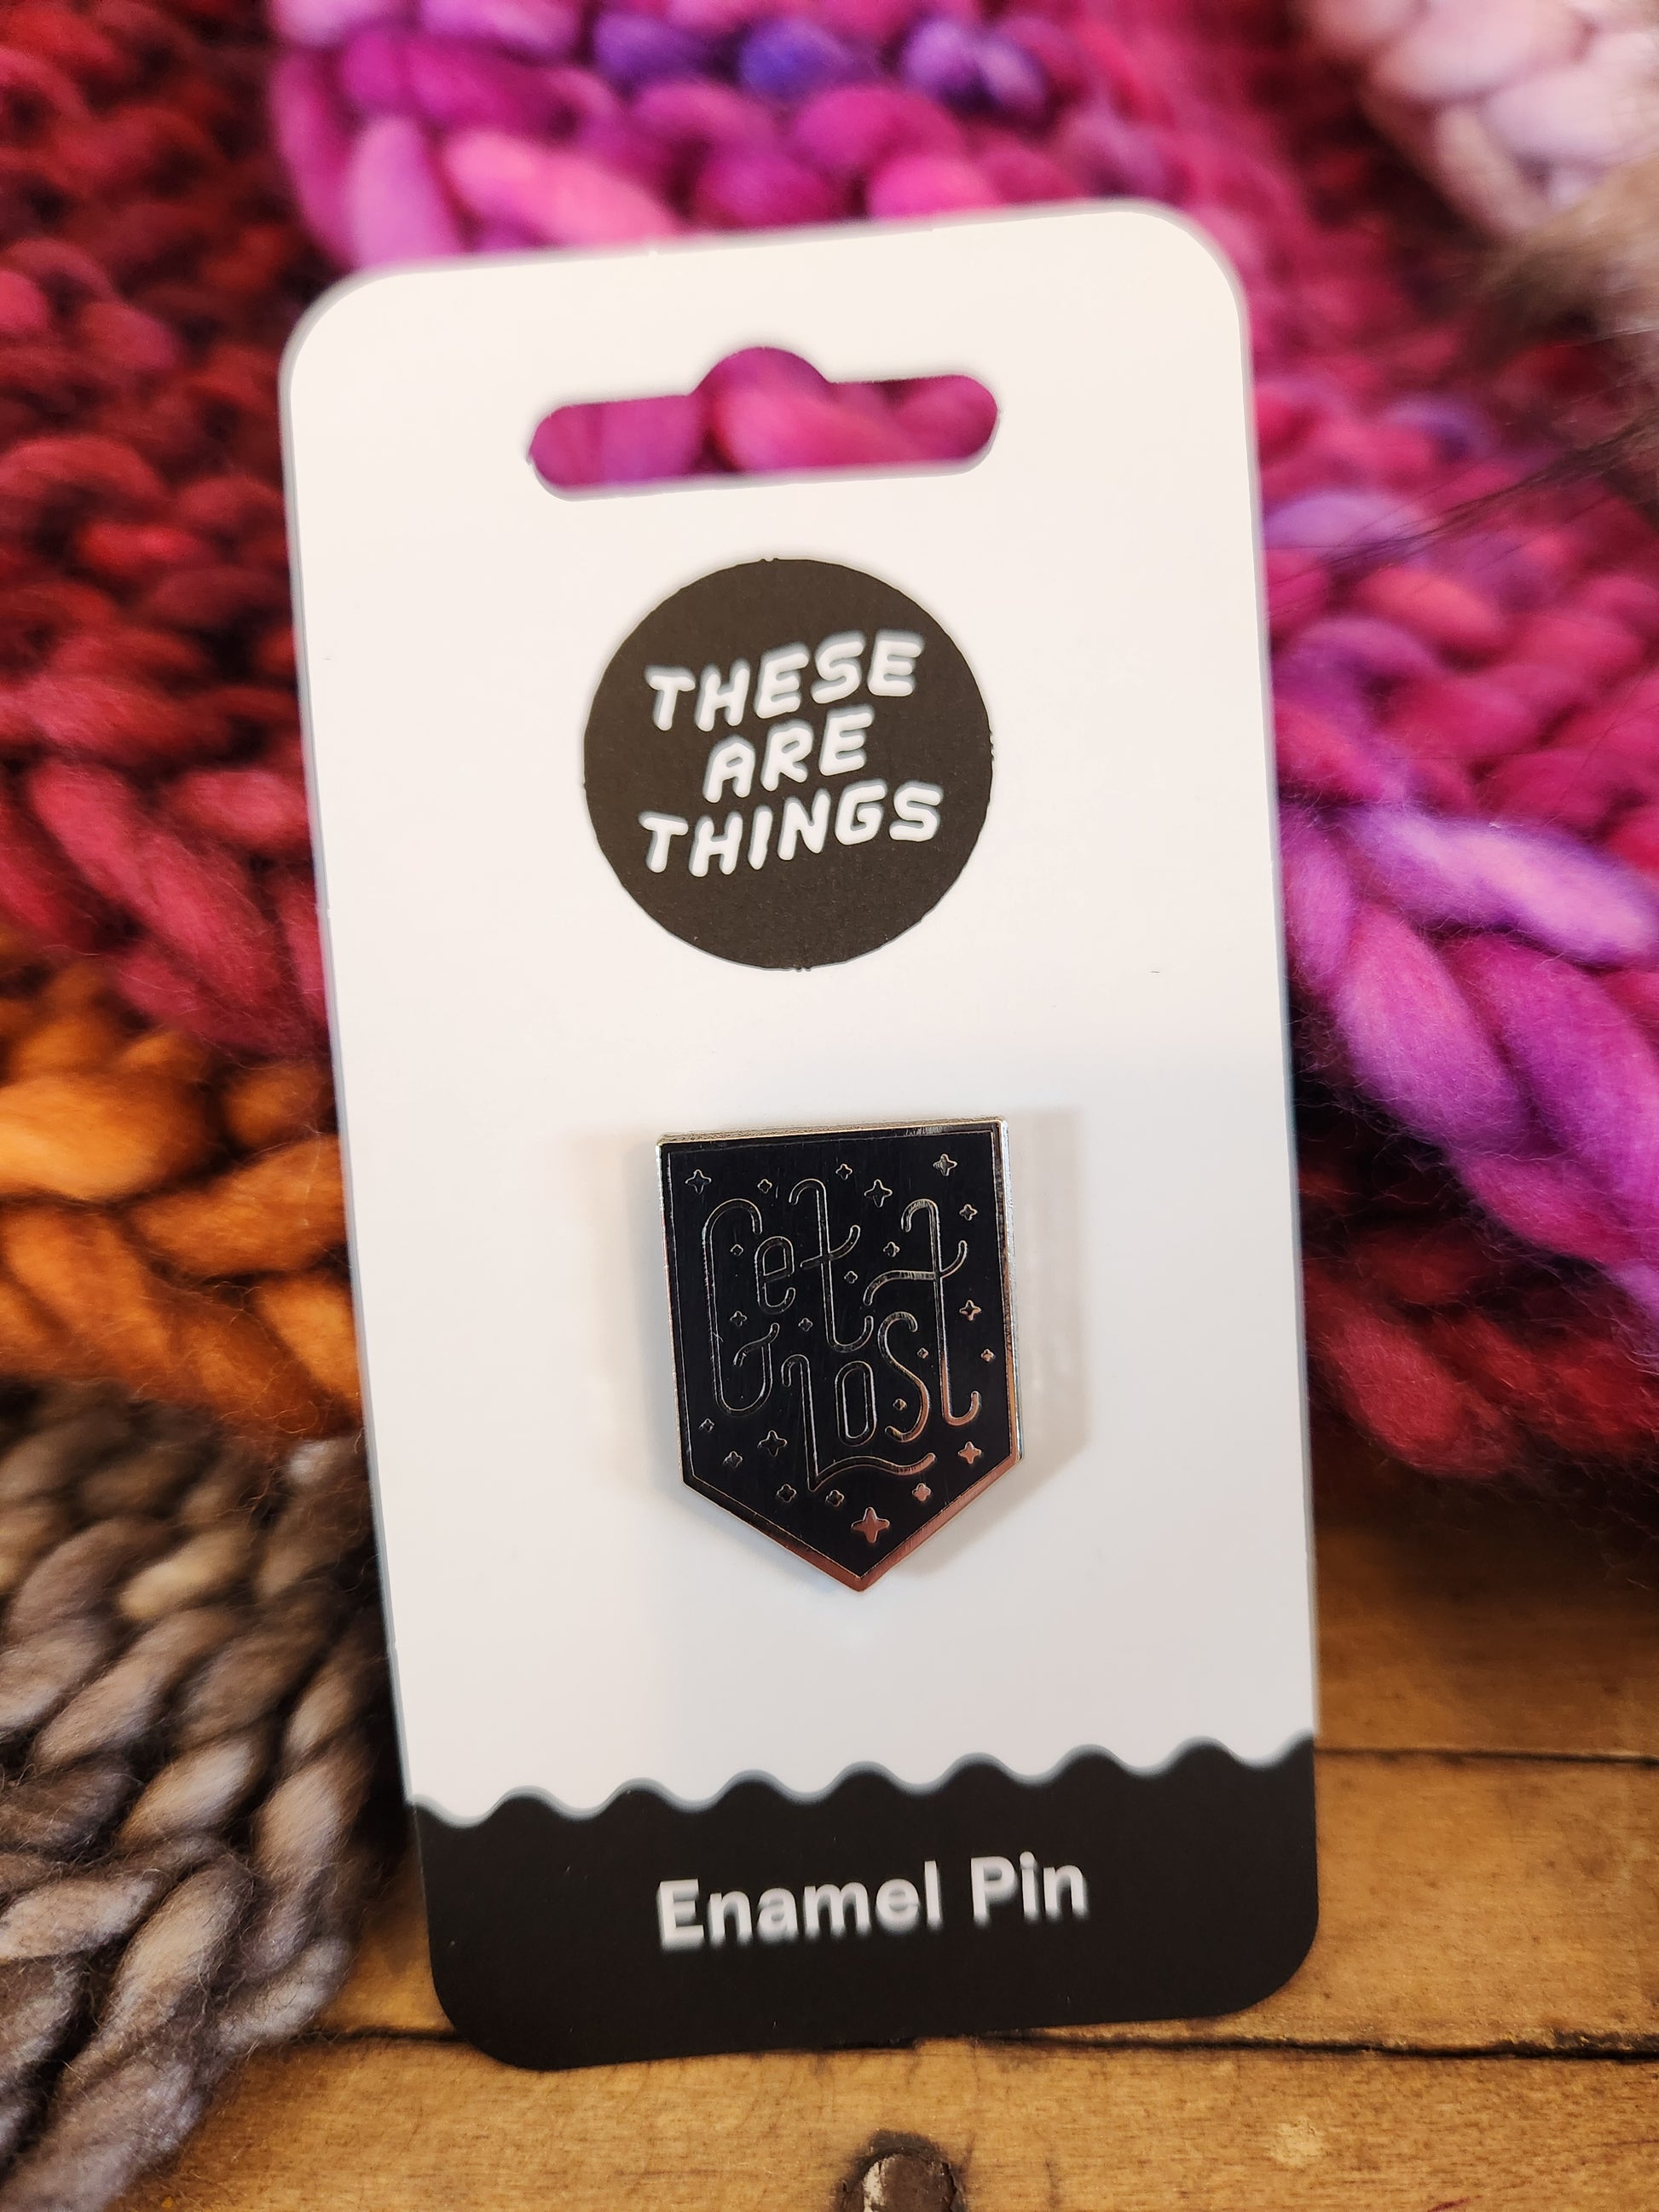 THESE
ARE
THINGS
Get
Lost
Enamel Pin